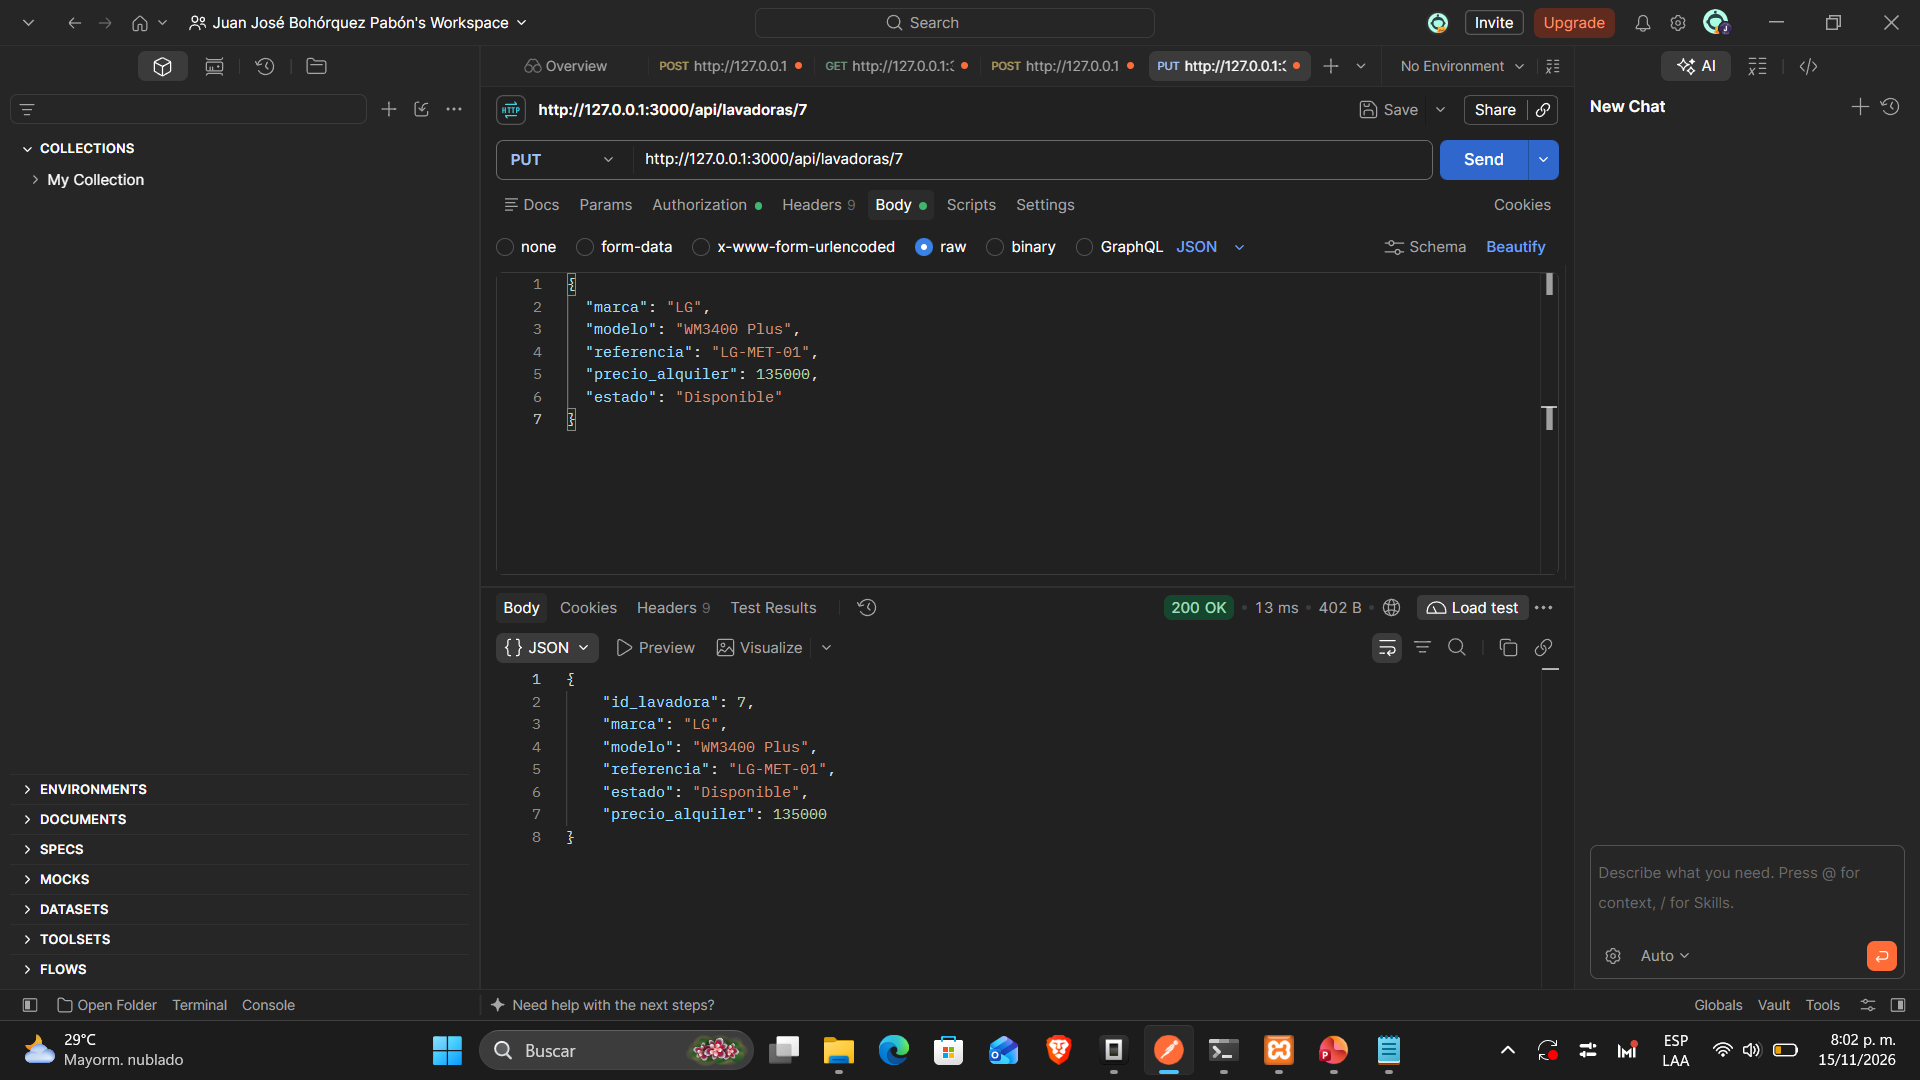 Juan José Bohórquez Pabón's Workspace
Search
Invite
Upgrade
Overview
POST http://127.0.0.1
GET http://127.0.0.1:3
POST http://127.0.0.1
PUT http://127.0.0.1:3
No Environment
AI
HTTP
http://127.0.0.1:3000/api/lavadoras/7
Save
Share
New Chat
COLLECTIONS
My Collection
PUT
http://127.0.0.1:3000/api/lavadoras/7
Send
Docs
Params
Authorization
Headers 9
Body
Scripts
Settings
Cookies
none
form-data
x-www-form-urlencoded
raw
binary
GraphQL
JSON
Schema
Beautify
1 {
2 "marca": "LG",
3 "modelo": "WM3400 Plus",
4 "referencia": "LG-MET-01",
5 "precio_alquiler": 135000,
6 "estado": "Disponible"
7 }
Body
Cookies
Headers 9
Test Results
200 OK
13 ms
402 B
Load test
{} JSON
Preview
Visualize
1 {
2 "id_lavadora": 7,
3 "marca": "LG",
4 "modelo": "WM3400 Plus",
5 "referencia": "LG-MET-01",
6 "estado": "Disponible",
7 "precio_alquiler": 135000
8 }
ENVIRONMENTS
DOCUMENTS
SPECS
MOCKS
DATASETS
TOOLSETS
FLOWS
Describe what you need. Press @ for
context, / for Skills.
Auto
Open Folder
Terminal
Console
Need help with the next steps?
Globals
Vault
Tools
29°C
Mayorm. nublado
Buscar
ESP
LAA
8:02 p. m.
15/11/2026